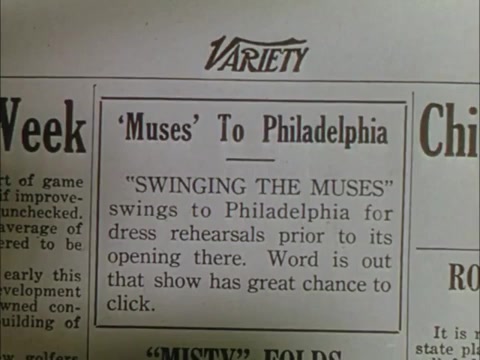 VARIETY
Week
rt of game
if improve-
unchecked.
average of
ered to be
early this
evelopment
wned con-
uilding of
golfers
'Muses' To Philadelphia
"SWINGING THE MUSES"
swings to Philadelphia for
dress rehearsals prior to its
opening there. Word is out
that show has great chance to
click.
"MISTY" FOLDS
Chi
RO
It is r
state pla